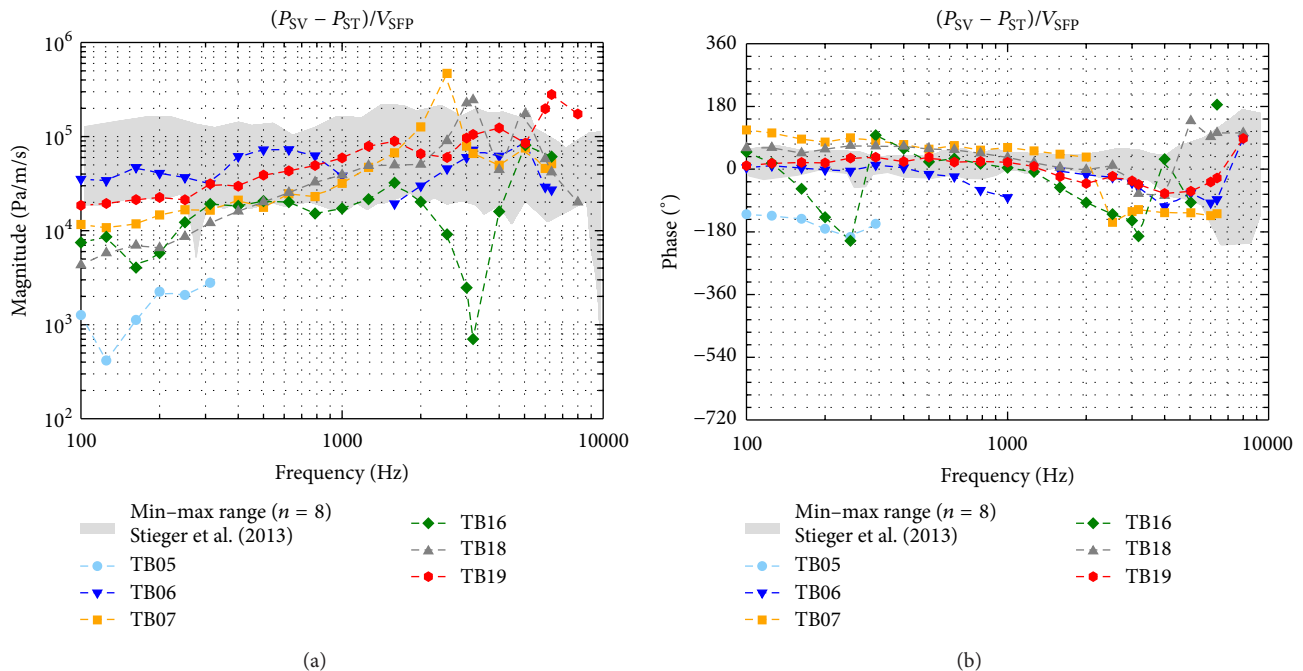 (P_SV – P_ST)/V_SFP
10^6
10^5
10^4
10^3
10^2
Magnitude (Pa/m/s)
100
1000
10000
Frequency (Hz)
Min–max range (n = 8)
Stieger et al. (2013)
TB05
TB06
TB07
TB16
TB18
TB19
(a)
(P_SV – P_ST)/V_SFP
360
180
0
−180
−360
−540
−720
Phase (°)
100
1000
10000
Frequency (Hz)
Min–max range (n = 8)
Stieger et al. (2013)
TB05
TB06
TB07
TB16
TB18
TB19
(b)